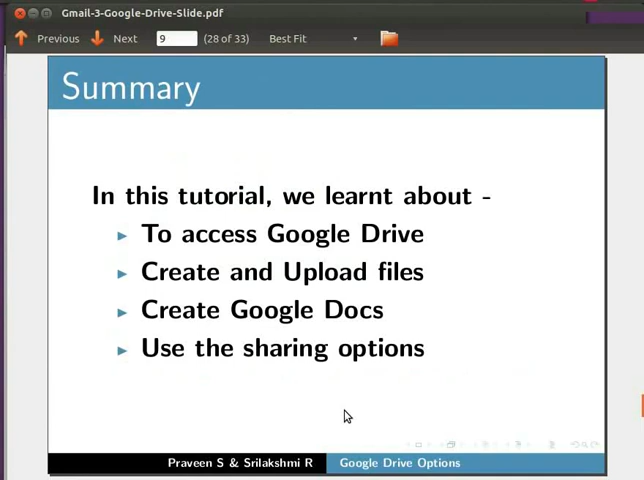 Gmail-3-Google-Drive-Slide.pdf
Previous Next 9 (28 of 33) Best Fit
Summary
In this tutorial, we learnt about -
To access Google Drive
Create and Upload files
Create Google Docs
Use the sharing options
Praveen S & Srilakshmi R Google Drive Options